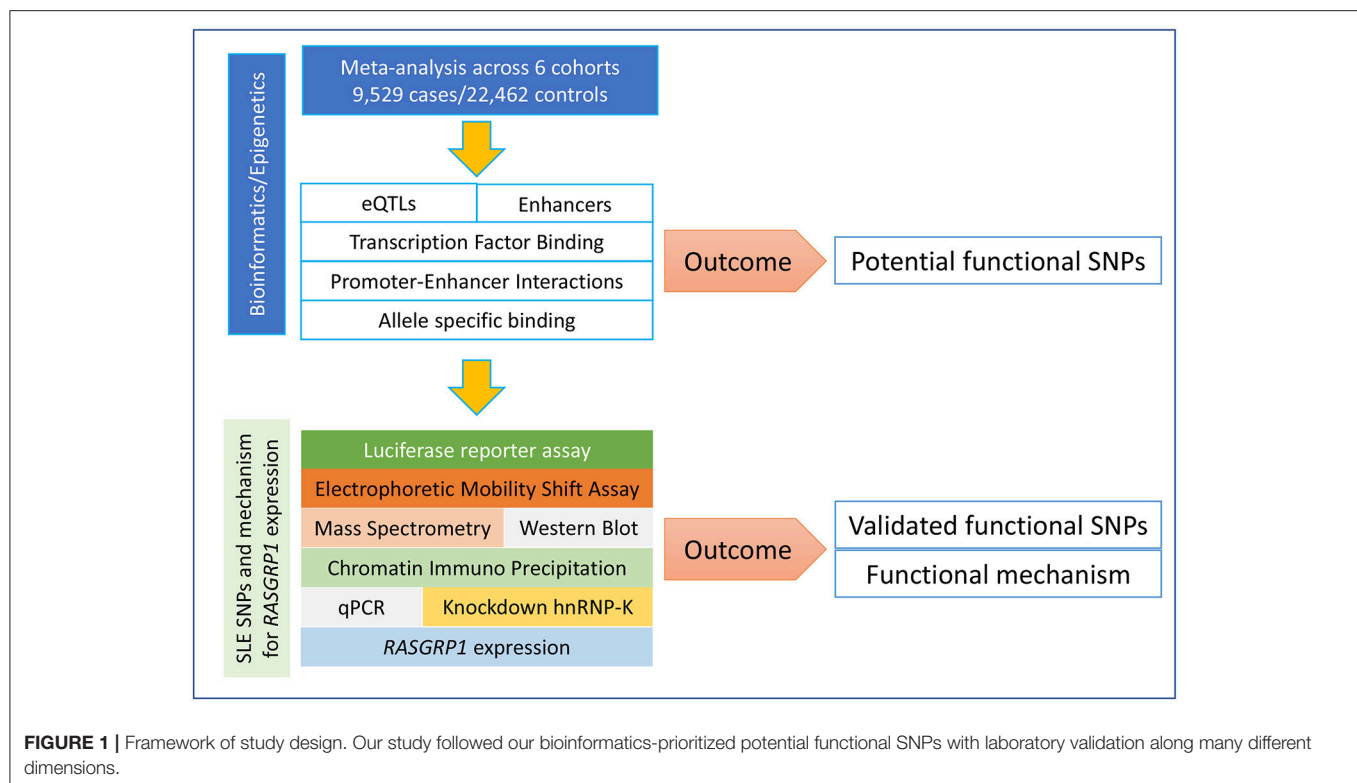 Bioinformatics/Epigenetics
Meta-analysis across 6 cohorts
9,529 cases/22,462 controls
eQTLs
Enhancers
Transcription Factor Binding
Promoter-Enhancer Interactions
Allele specific binding
Outcome
Potential functional SNPs
SLE SNPs and mechanism
for RASGRP1 expression
Luciferase reporter assay
Electrophoretic Mobility Shift Assay
Mass Spectrometry
Western Blot
Chromatin Immuno Precipitation
qPCR
Knockdown hnRNP-K
RASGRP1 expression
Outcome
Validated functional SNPs
Functional mechanism
FIGURE 1 | Framework of study design. Our study followed our bioinformatics-prioritized potential functional SNPs with laboratory validation along many different
dimensions.